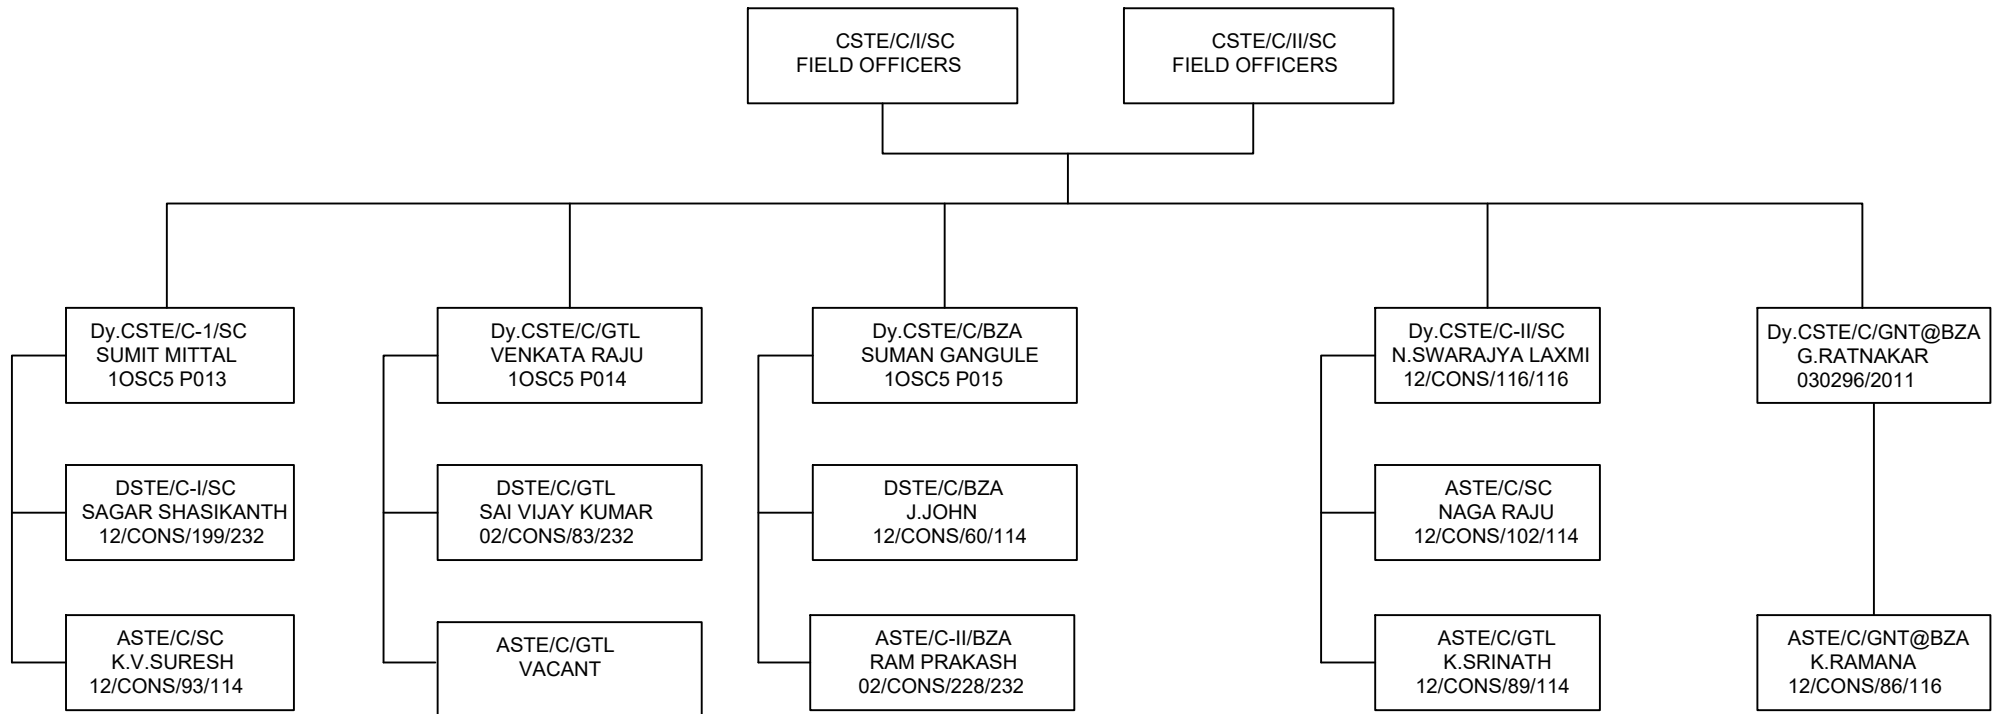 CSTE/C/I/SC
FIELD OFFICERS
CSTE/C/II/SC
FIELD OFFICERS
Dy.CSTE/C-1/SC
SUMIT MITTAL
1OSC5 P013
Dy.CSTE/C/GTL
VENKATA RAJU
1OSC5 P014
Dy.CSTE/C/BZA
SUMAN GANGULE
1OSC5 P015
Dy.CSTE/C-II/SC
N.SWARAJYA LAXMI
12/CONS/116/116
Dy.CSTE/C/GNT@BZA
G.RATNAKAR
030296/2011
DSTE/C-I/SC
SAGAR SHASIKANTH
12/CONS/199/232
DSTE/C/GTL
SAI VIJAY KUMAR
02/CONS/83/232
DSTE/C/BZA
J.JOHN
12/CONS/60/114
ASTE/C/SC
NAGA RAJU
12/CONS/102/114
ASTE/C/SC
K.V.SURESH
12/CONS/93/114
ASTE/C/GTL
VACANT
ASTE/C-II/BZA
RAM PRAKASH
02/CONS/228/232
ASTE/C/GTL
K.SRINATH
12/CONS/89/114
ASTE/C/GNT@BZA
K.RAMANA
12/CONS/86/116